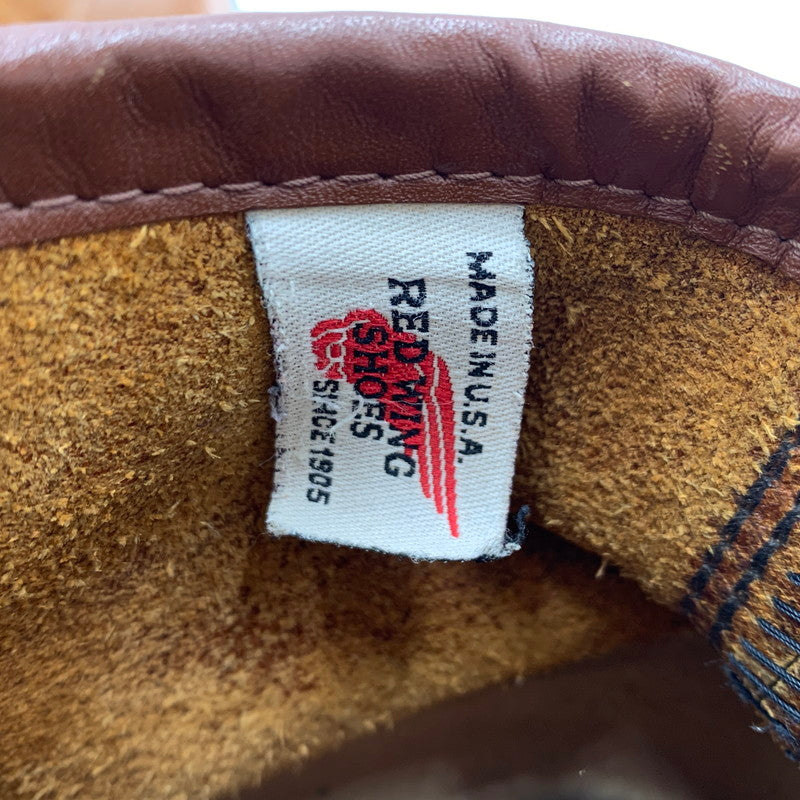 MADE IN U.S.A.
RED WING
SHOES
SINCE 1905